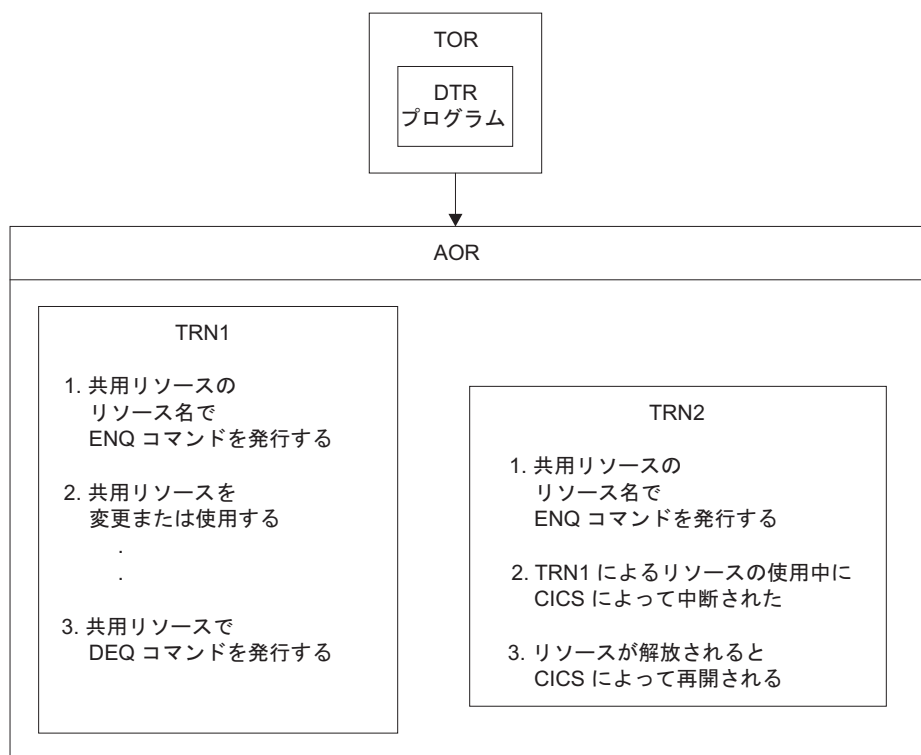 TOR
DTR
プログラム
AOR
TRN1
1. 共用リソースの
リソース名で
ENQ コマンドを発行する
2. 共用リソースを
変更または使用する
.
.
3. 共用リソースで
DEQ コマンドを発行する
TRN2
1. 共用リソースの
リソース名で
ENQ コマンドを発行する
2. TRN1 によるリソースの使用中に
CICS によって中断された
3. リソースが解放されると
CICS によって再開される